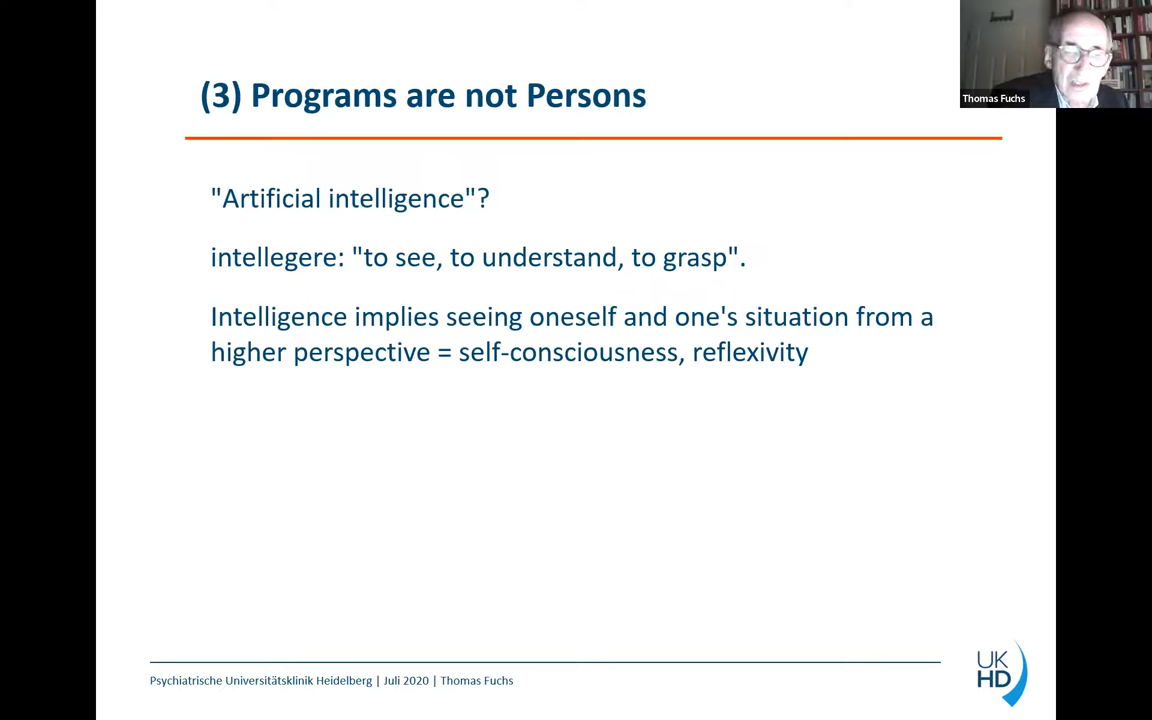 (3) Programs are not Persons
Thomas Fuchs
"Artificial intelligence"?
intellegere: "to see, to understand, to grasp".
Intelligence implies seeing oneself and one's situation from a
higher perspective = self-consciousness, reflexivity
Psychiatrische Universitätsklinik Heidelberg | Juli 2020 | Thomas Fuchs
UK
HD